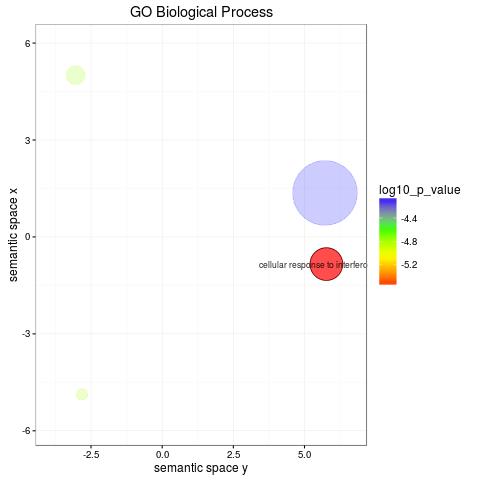 GO Biological Process
6
3
0
-3
-6
semantic space x
cellular response to interfero
-2.5
0.0
2.5
5.0
semantic space y
log10_p_value
-4.4
-4.8
-5.2